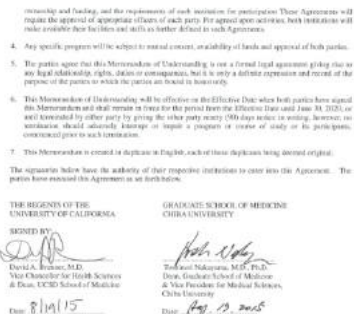 ownership and funding, and the requirements of each institution for participation These Agreements will
require the approval of appropriate officers of each party. For agreed upon activities, both institutions will
make available their facilities and staffs as further defined in such Agreements.
4. Any specific program will be subject to mutual consent, availability of funds and approval of both parties.
5. The parties agree that this Memorandum of Understanding is not a formal legal agreement giving rise to
any legal relationship, rights, duties or consequences, but it is only a definite expression and record of the
purpose of the parties to which the parties are bound in honor only.
6. This Memorandum of Understanding will be effective on the Effective Date when both parties have signed
this Memorandum and shall remain in force for the period from the Effective Date until June 30, 2020, or
until terminated by either party by giving the other party ninety (90) days notice in writing, however, no
termination should adversely interrupt or impair a program or course of study or its participants,
commenced prior to such termination.
7. This Memorandum is created in duplicate in English, each of those duplicates being deemed original.
The signatories below have the authority of their respective institutions to enter into this Agreement. The
parties have executed this Agreement as set forth below.
THE REGENTS OF THE
UNIVERSITY OF CALIFORNIA
SIGNED BY:
David A. Brenner, M.D.
Vice Chancellor for Health Sciences
& Dean, UCSD School of Medicine
Date 8/19/15
GRADUATE SCHOOL OF MEDICINE
CHIBA UNIVERSITY
Toshinori Nakayama, M.D., Ph.D.
Dean, Graduate School of Medicine
& Vice President for Medical Sciences,
Chiba University
Date Aug, 13, 2015